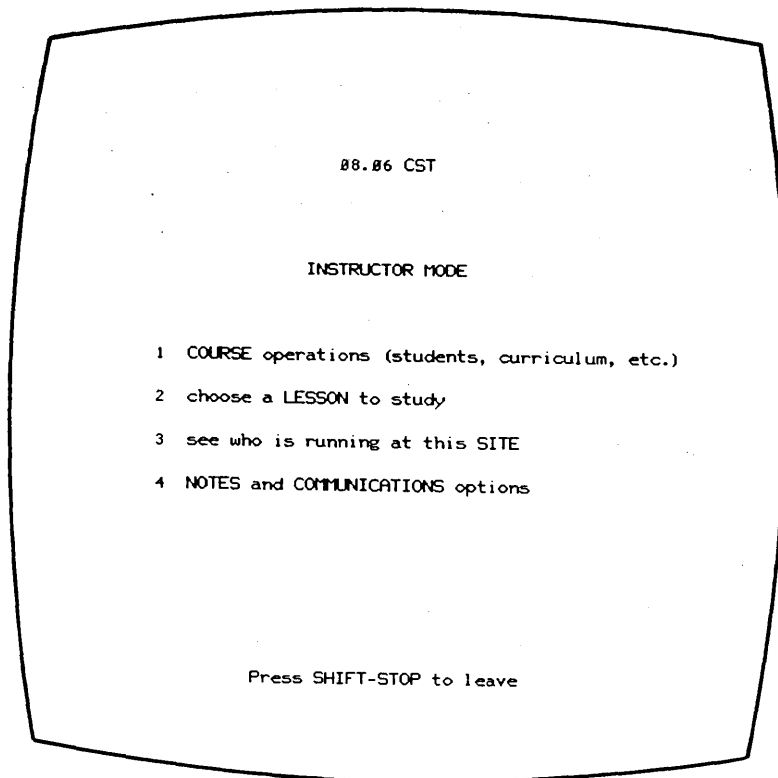 08.06 CST
INSTRUCTOR MODE
1 COURSE operations (students, curriculum, etc.)
2 choose a LESSON to study
3 see who is running at this SITE
4 NOTES and COMMUNICATIONS options
Press SHIFT-STOP to leave